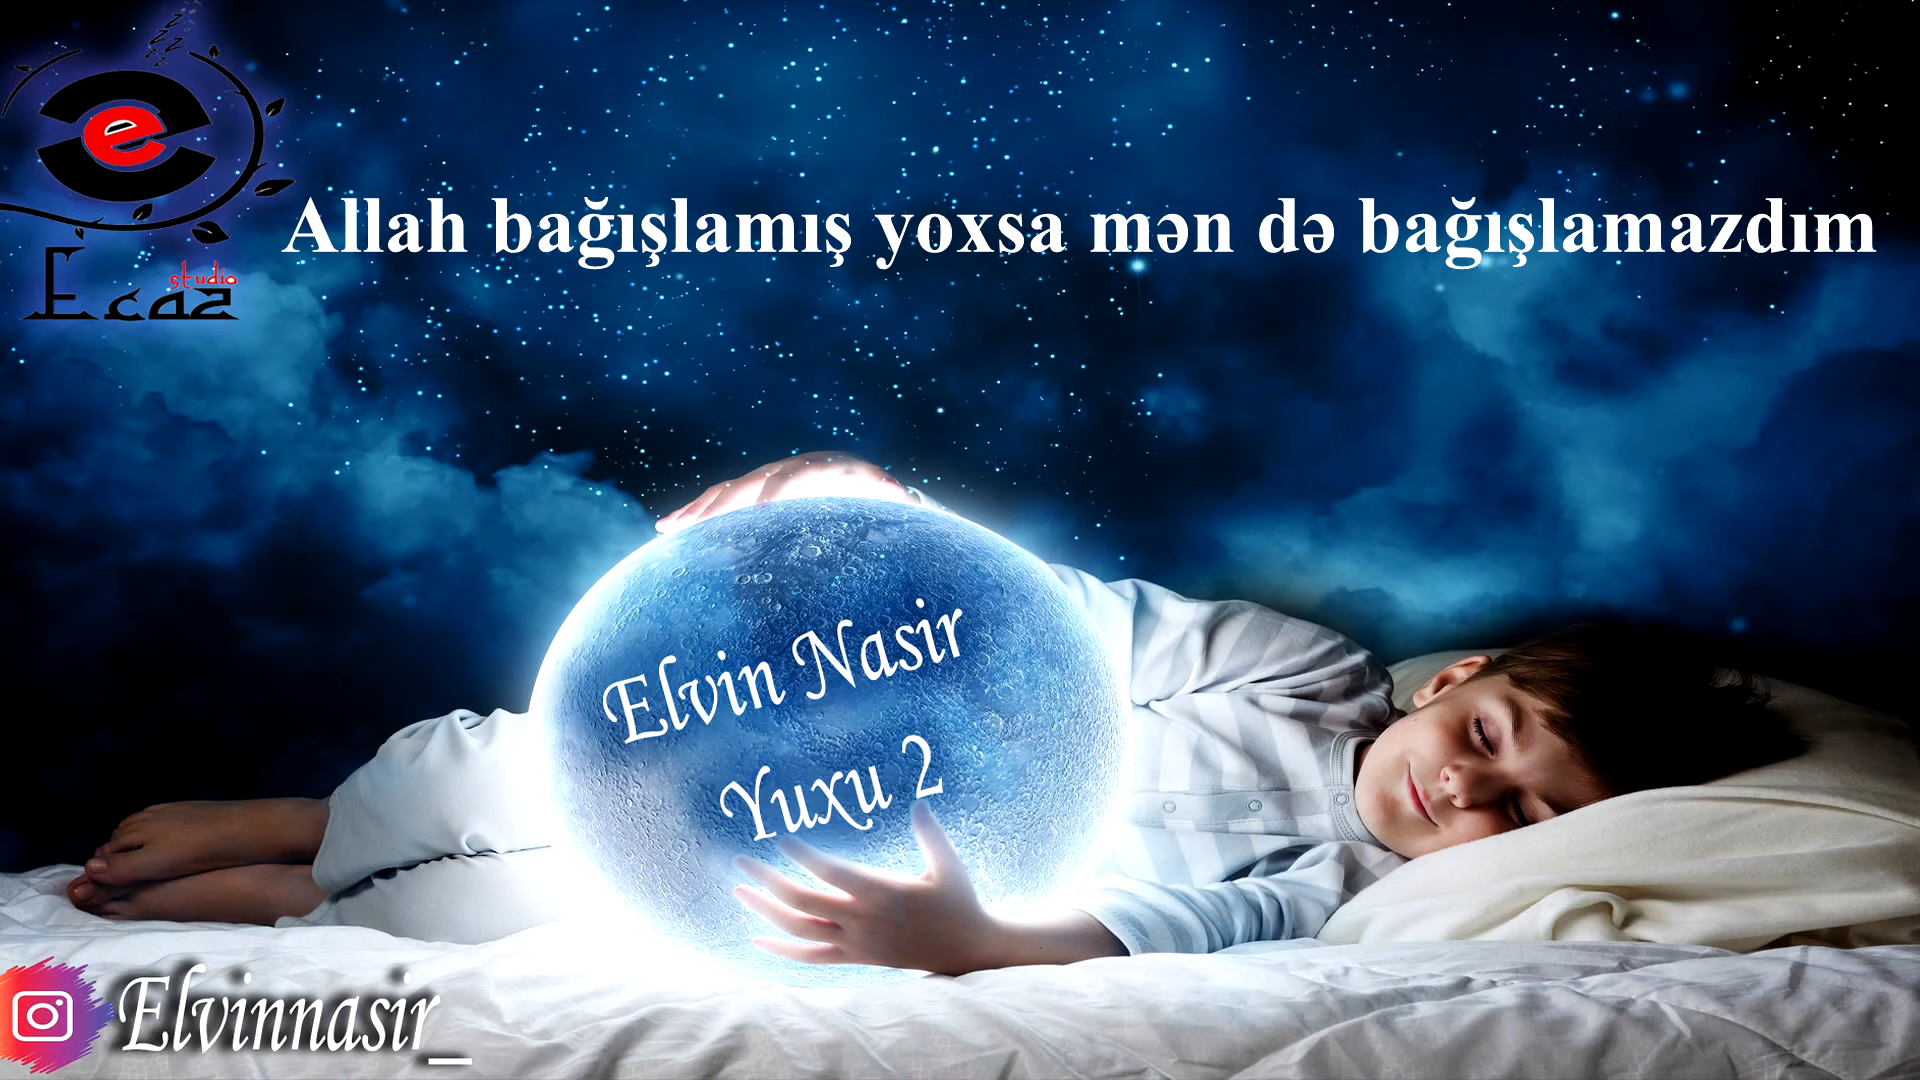 e
studio
Ecaz
Allah bağışlamış yoxsa mən də bağışlamazdım
Elvin Nasir
Yuxu 2
Elvinnasir_